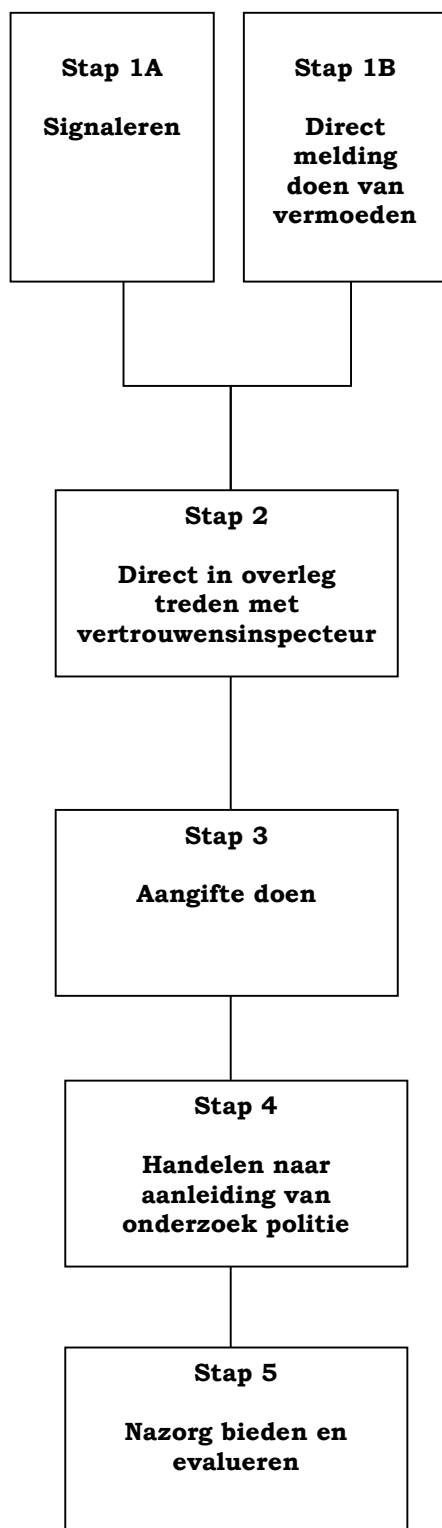 Stap 1A
Signaleren
Stap 1B
Direct
melding
doen van
vermoeden
Stap 2
Direct in overleg
treden met
vertrouwensinspecteur
Stap 3
Aangifte doen
Stap 4
Handelen naar
aanleiding van
onderzoek politie
Stap 5
Nazorg bieden en
evalueren